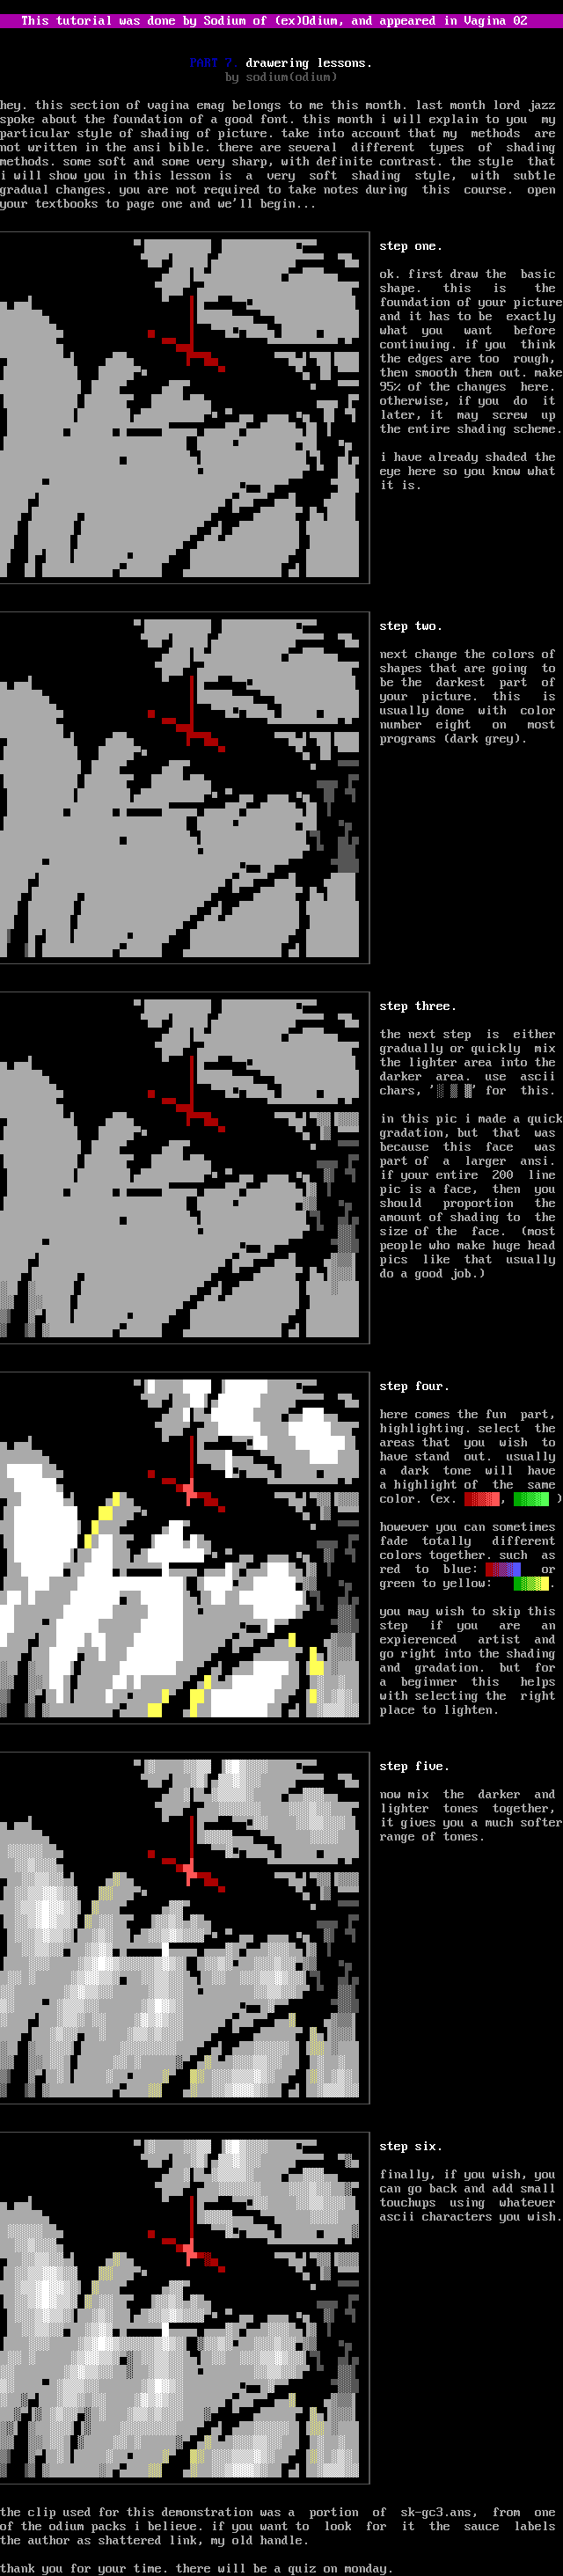 This tutorial was done by Sodium of (ex)Odium, and appeared in Vagina 02
PART 7. drawering lessons.
by sodium(odium)
hey. this section of vagina emag belongs to me this month. last month lord jazz
spoke about the foundation of a good font. this month i will explain to you my
particular style of shading of picture. take into account that my methods are
not written in the ansi bible. there are several different types of shading
methods. some soft and some very sharp, with definite contrast. the style that
i will show you in this lesson is a very soft shading style, with subtle
gradual changes. you are not required to take notes during this course. open
your textbooks to page one and we'll begin...
step one.
ok. first draw the basic
shape. this is the
foundation of your picture
and it has to be exactly
what you want before
continuing. if you think
the edges are too rough,
then smooth them out. make
95% of the changes here.
otherwise, if you do it
later, it may screw up
the entire shading scheme.
i have already shaded the
eye here so you know what
it is.
step two.
next change the colors of
shapes that are going to
be the darkest part of
your picture. this is
usually done with color
number eight on most
programs (dark grey).
step three.
the next step is either
gradually or quickly mix
the lighter area into the
darker area. use ascii
chars, '░ ▒ ▓' for this.
in this pic i made a quick
gradation, but that was
because this face was
part of a larger ansi.
if your entire 200 line
pic is a face, then you
should proportion the
amount of shading to the
size of the face. (most
people who make huge head
pics like that usually
do a good job.)
step four.
here comes the fun part,
highlighting. select the
areas that you wish to
have stand out. usually
a dark tone will have
a highlight of the same
color. (ex. , )
however you can sometimes
fade totally different
colors together. such as
red to blue: or
green to yellow: .
you may wish to skip this
step if you are an
expierenced artist and
go right into the shading
and gradation. but for
a beginner this helps
with selecting the right
place to lighten.
step five.
now mix the darker and
lighter tones together,
it gives you a much softer
range of tones.
step six.
finally, if you wish, you
can go back and add small
touchups using whatever
ascii characters you wish.
the clip used for this demonstration was a portion of sk-gc3.ans, from one
of the odium packs i believe. if you want to look for it the sauce labels
the author as shattered link, my old handle.
thank you for your time. there will be a quiz on monday.